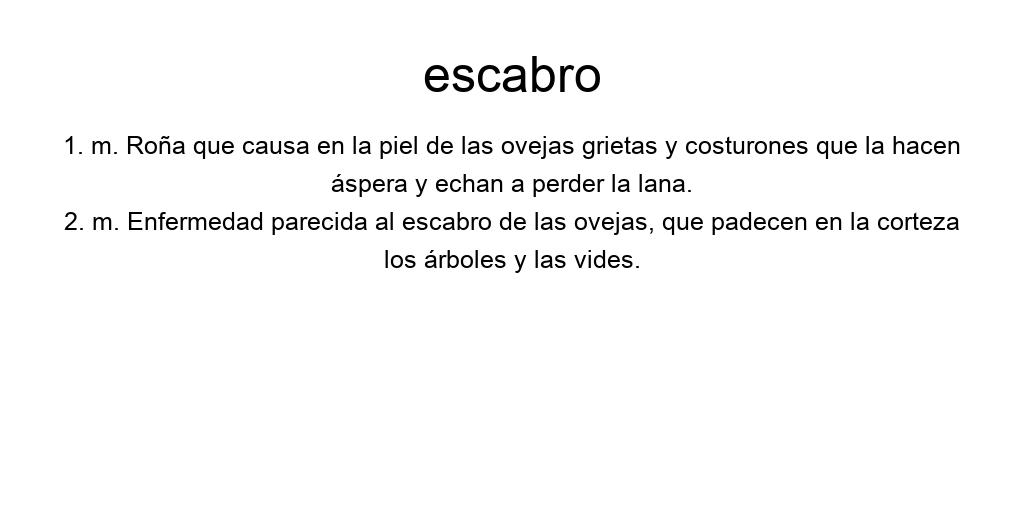 escabro
1. m. Roña que causa en la piel de las ovejas grietas y costurones que la hacen
áspera y echan a perder la lana.
2. m. Enfermedad parecida al escabro de las ovejas, que padecen en la corteza
los árboles y las vides.